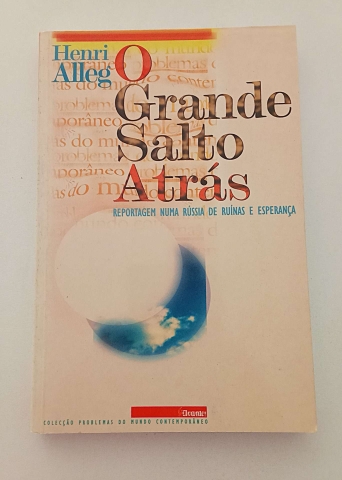 Henri
Alleg
O
Grande
Salto
Atrás
REPORTAGEM NUMA RÚSSIA DE RUÍNAS E ESPERANÇA
COLECÇÃO PROBLEMAS DO MUNDO CONTEMPORÂNEO